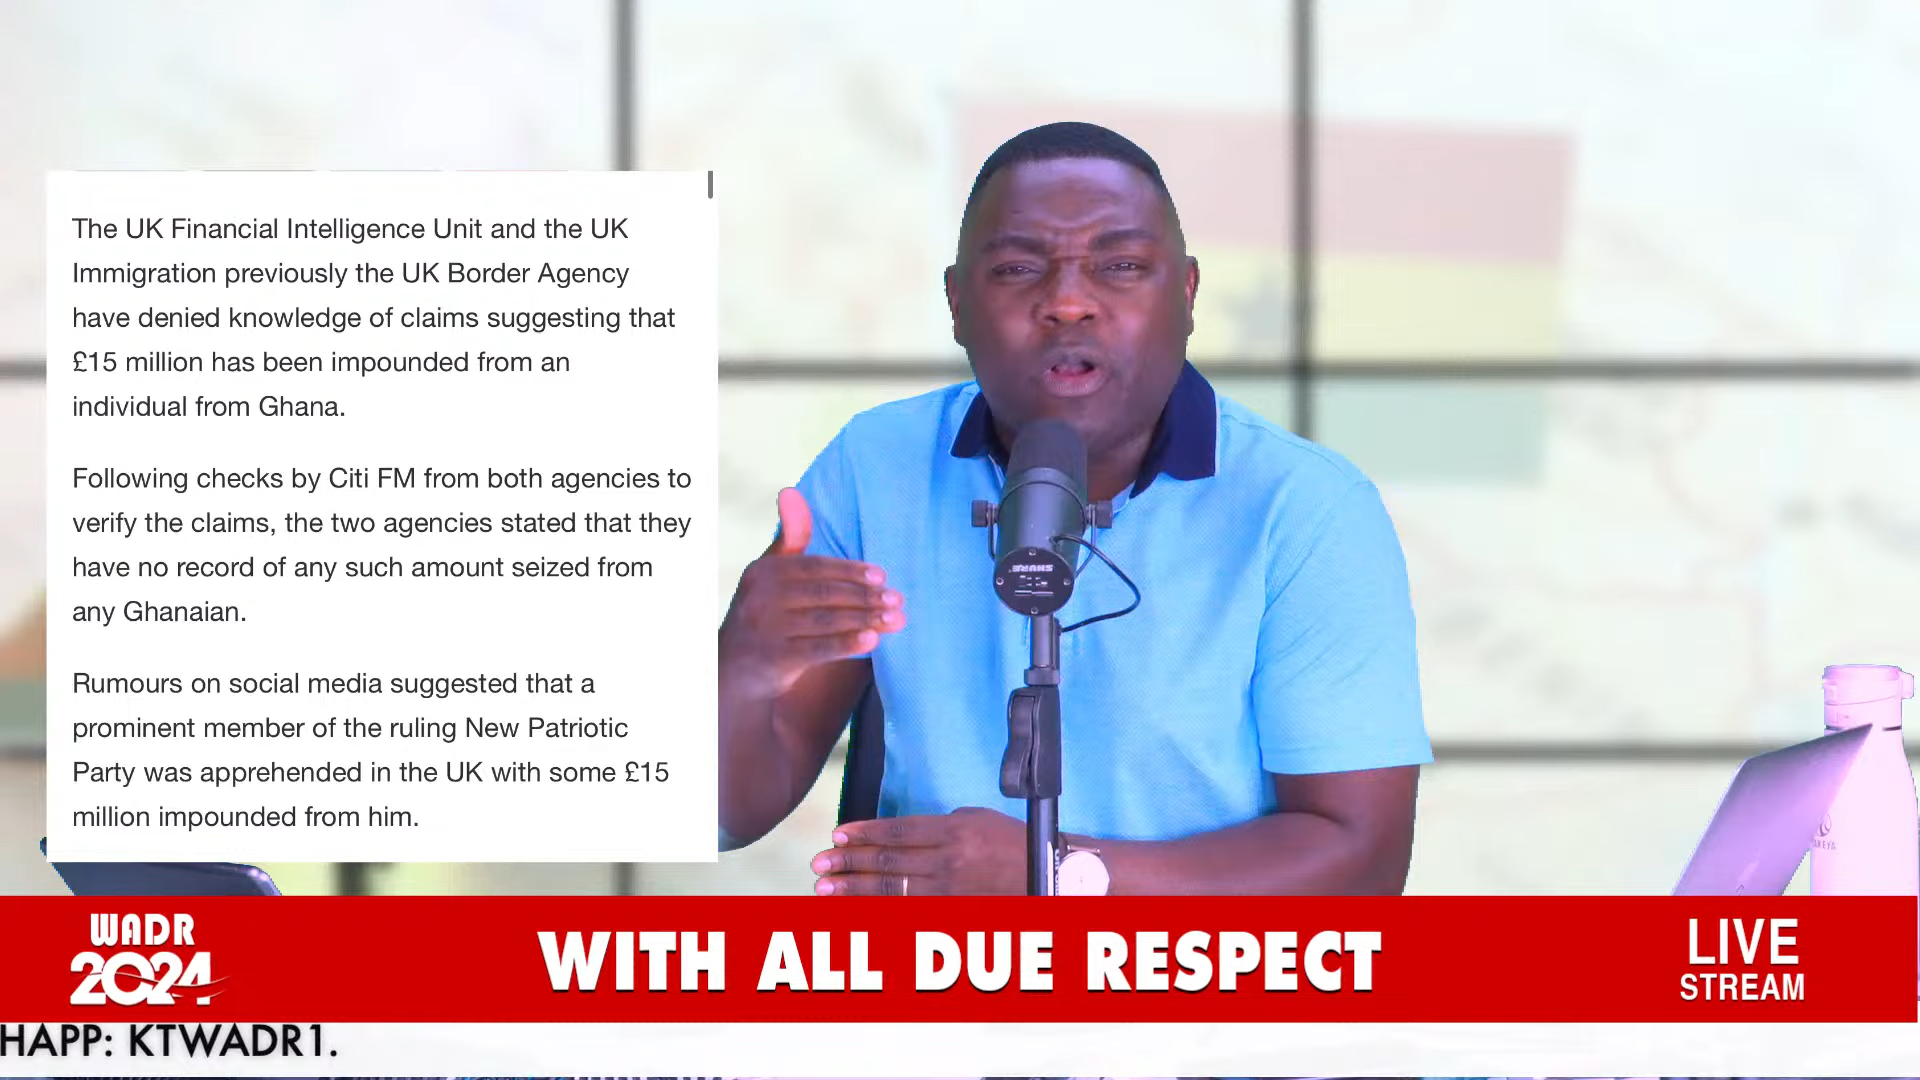 The UK Financial Intelligence Unit and the UK
Immigration previously the UK Border Agency
have denied knowledge of claims suggesting that
£15 million has been impounded from an
individual from Ghana.
Following checks by Citi FM from both agencies to
verify the claims, the two agencies stated that they
have no record of any such amount seized from
any Ghanaian.
Rumours on social media suggested that a
prominent member of the ruling New Patriotic
Party was apprehended in the UK with some £15
million impounded from him.
SHURE
WADR
2024
WITH ALL DUE RESPECT
LIVE
STREAM
HAPP: KTWADR1.